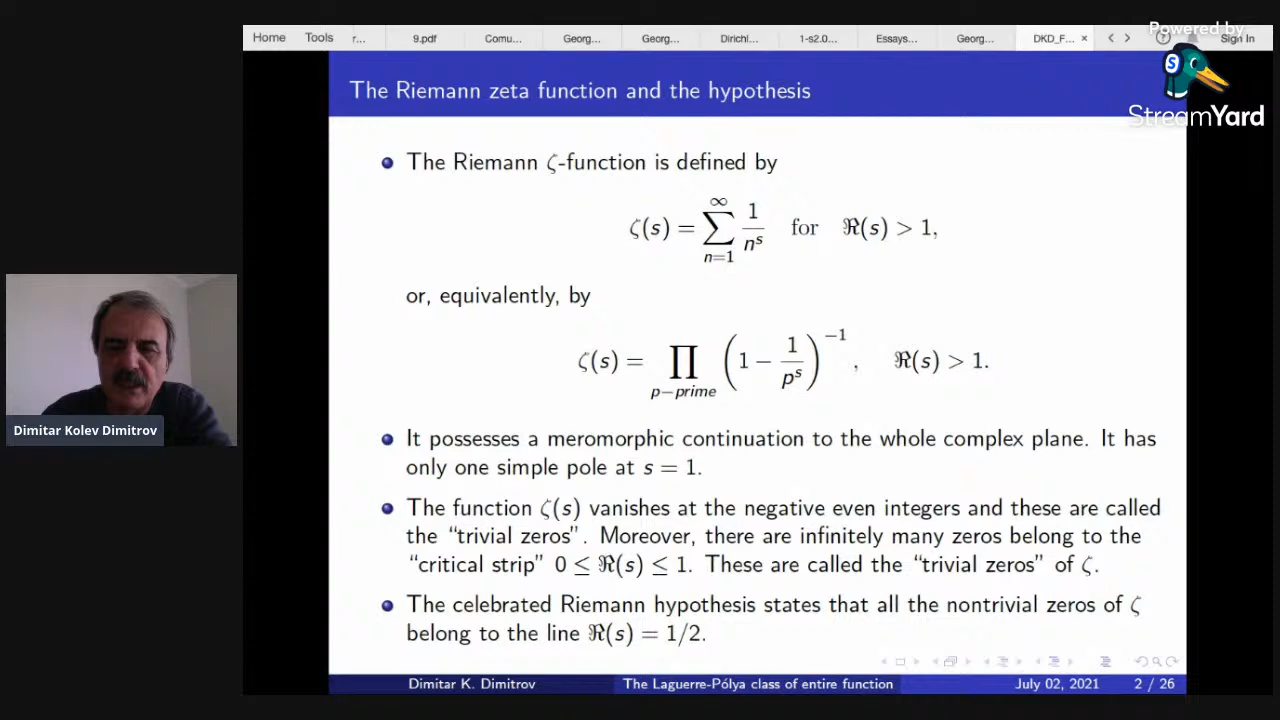 Home Tools r... 9.pdf Comu... Georg... Georg... Dirichl... 1-s2.0... Essays... Georg... DKD_F... × Sign In
Powered by
StreamYard
The Riemann zeta function and the hypothesis
The Riemann ζ-function is defined by
ζ(s) = ∑_{n=1}^{∞} 1/n^s for ℜ(s) > 1,
or, equivalently, by
ζ(s) = ∏_{p−prime} (1 − 1/p^s)^{−1}, ℜ(s) > 1.
It possesses a meromorphic continuation to the whole complex plane. It has
only one simple pole at s = 1.
The function ζ(s) vanishes at the negative even integers and these are called
the “trivial zeros”. Moreover, there are infinitely many zeros belong to the
“critical strip” 0 ≤ ℜ(s) ≤ 1. These are called the “trivial zeros” of ζ.
The celebrated Riemann hypothesis states that all the nontrivial zeros of ζ
belong to the line ℜ(s) = 1/2.
Dimitar K. Dimitrov The Laguerre-Pólya class of entire function July 02, 2021 2 / 26
Dimitar Kolev Dimitrov